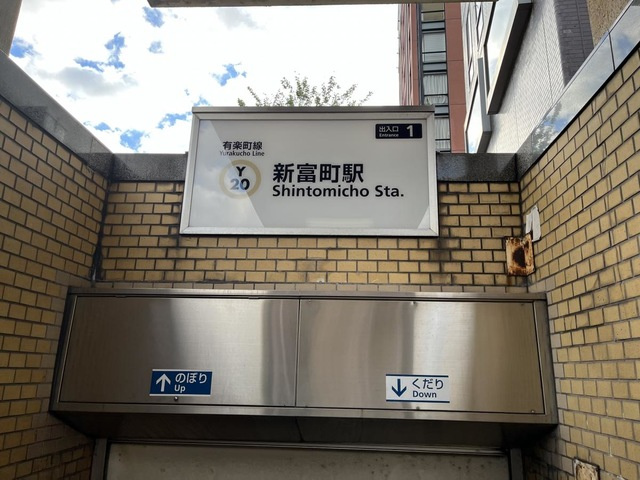 出入口 1
Entrance
有楽町線
Yurakucho Line
Y
20
新富町駅
Shintomicho Sta.
↑ のぼり
Up
↓ くだり
Down